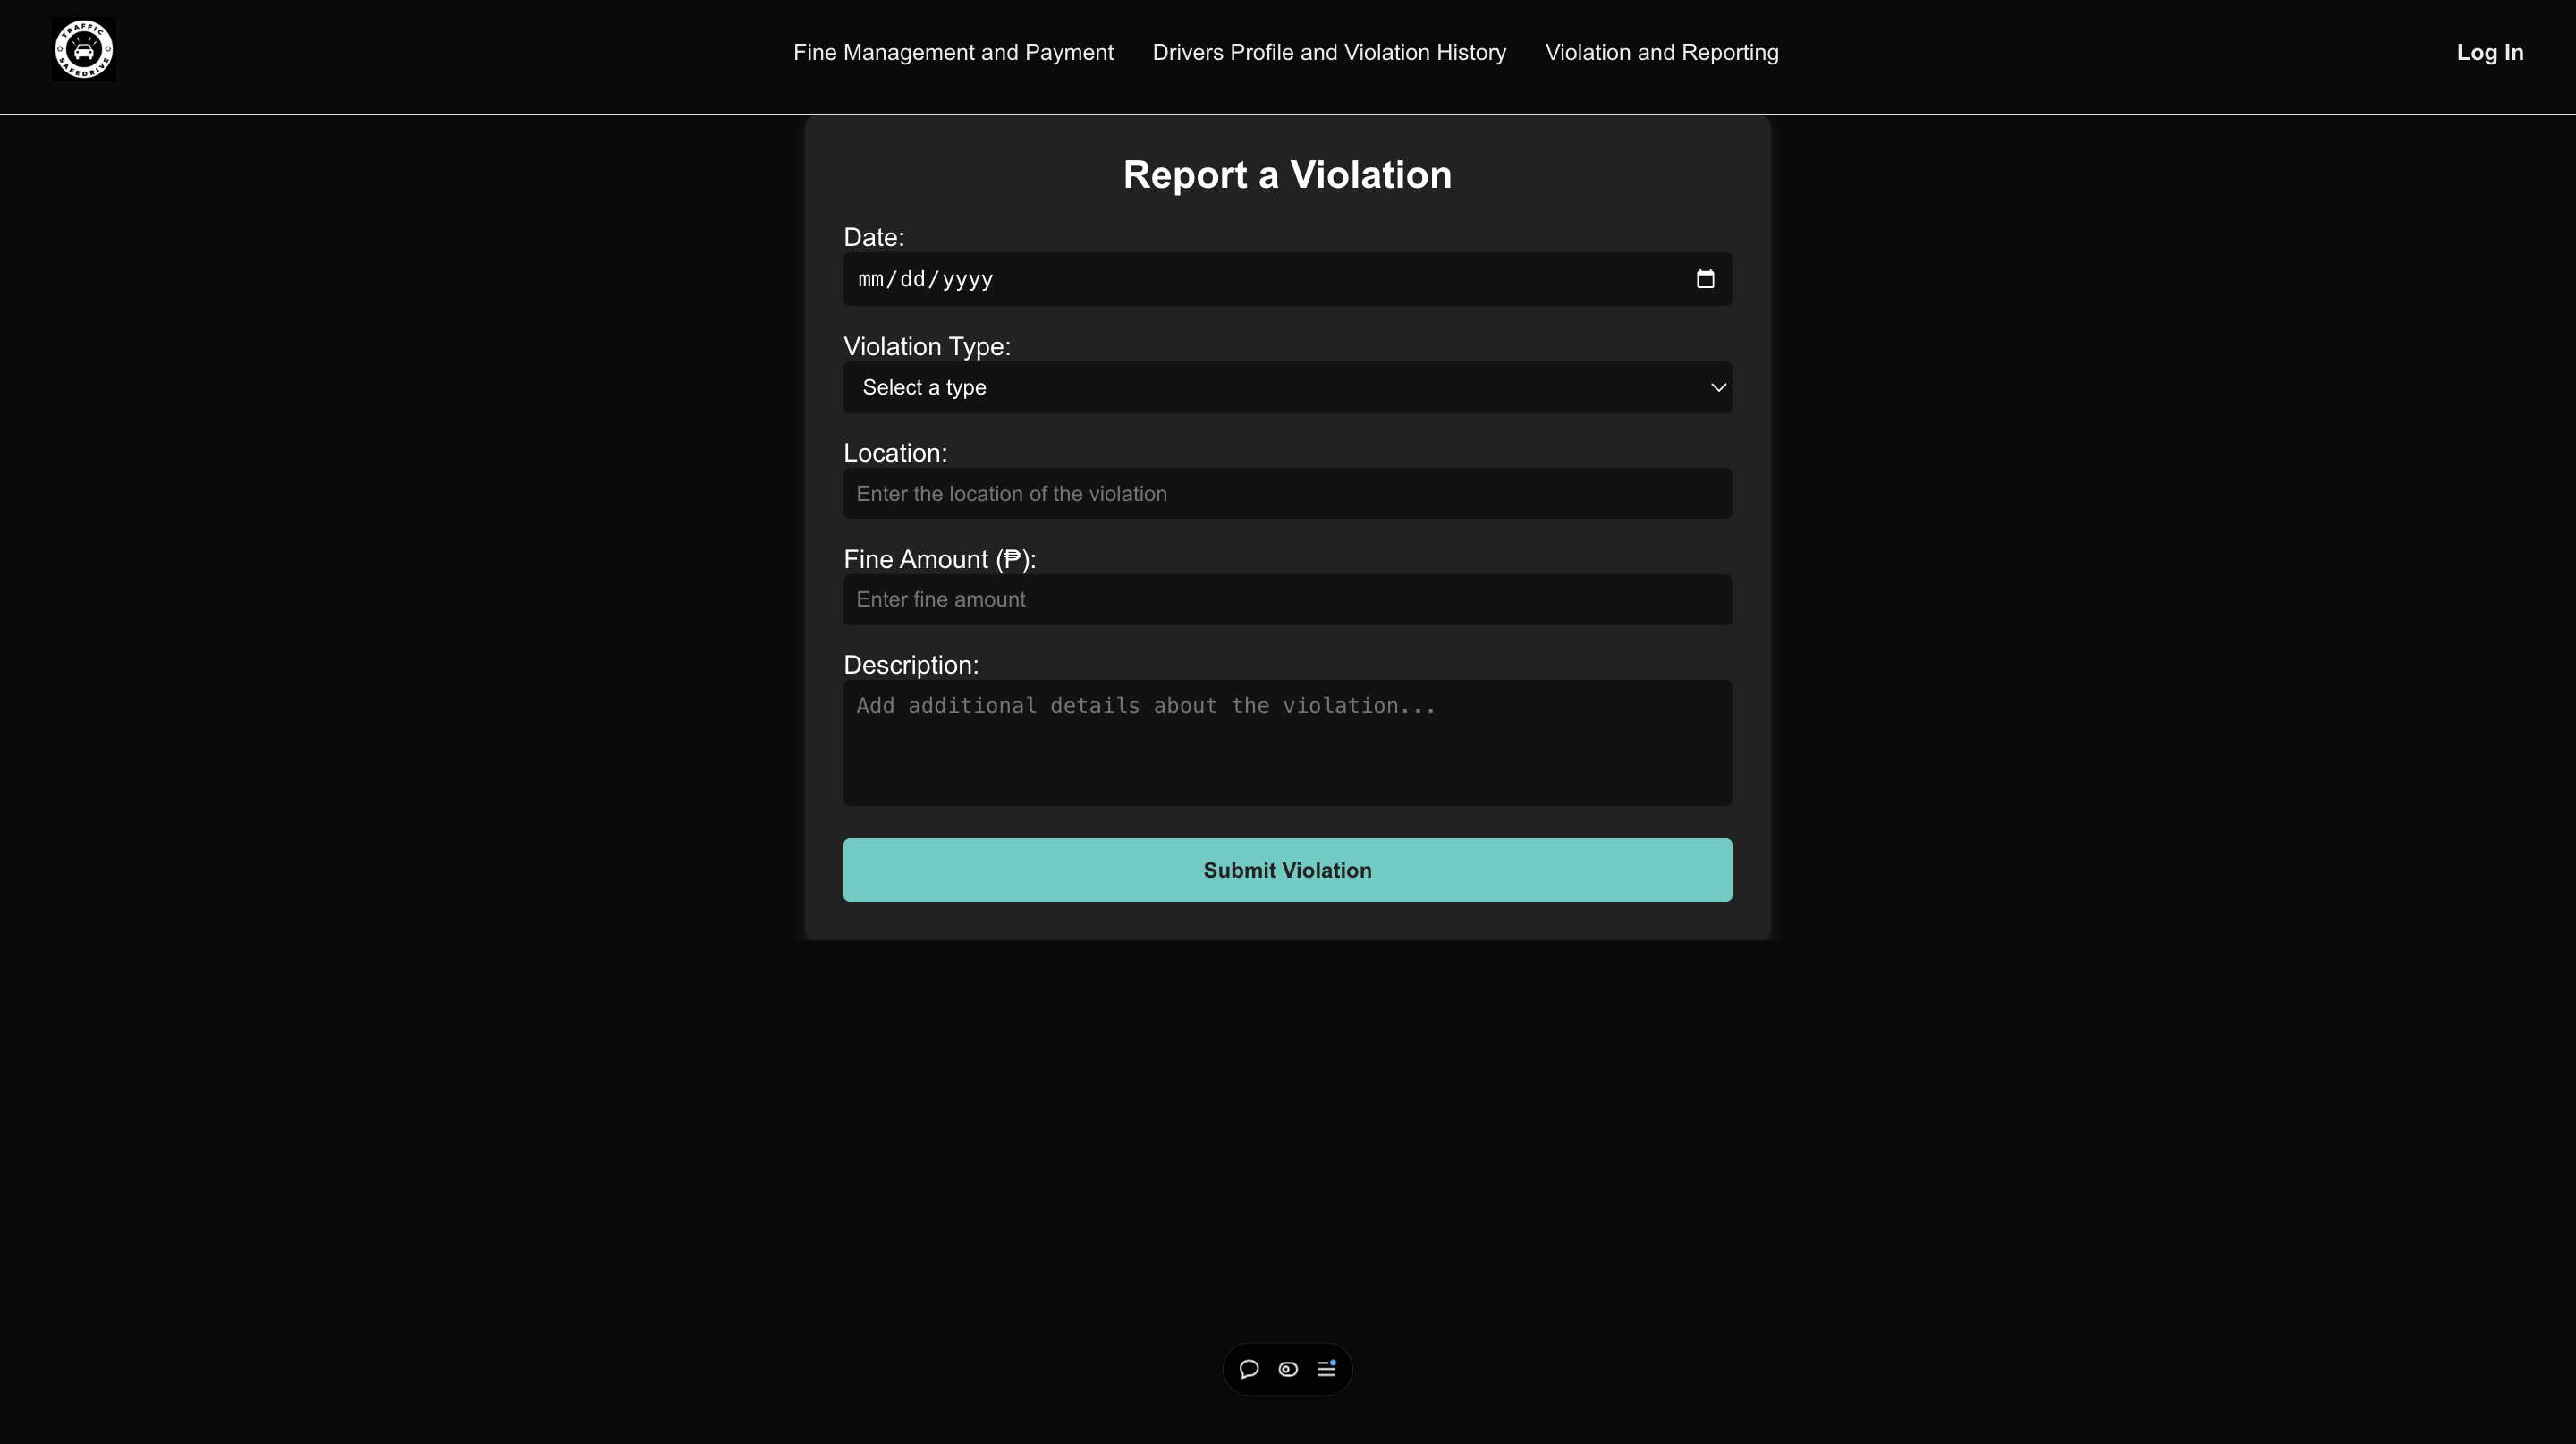 TRAFFIC
SAFEDRIVE
Fine Management and Payment
Drivers Profile and Violation History
Violation and Reporting
Log In
Report a Violation
Date:
mm/dd/yyyy
Violation Type:
Select a type
Location:
Enter the location of the violation
Fine Amount (₱):
Enter fine amount
Description:
Add additional details about the violation...
Submit Violation